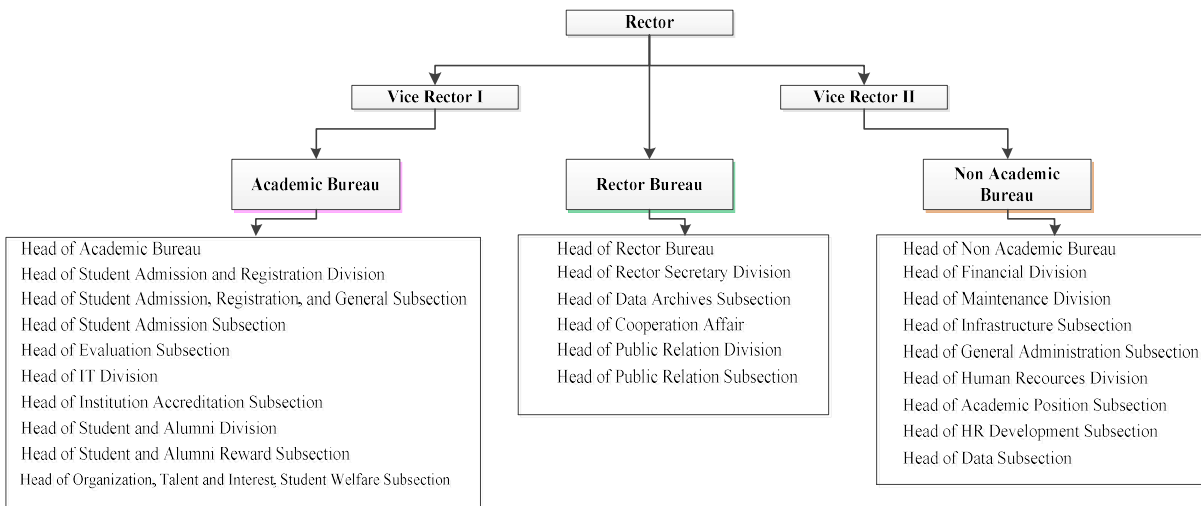 Rector
Vice Rector I
Vice Rector II
Academic Bureau
Rector Bureau
Non Academic
Bureau
Head of Academic Bureau
Head of Student Admission and Registration Division
Head of Student Admission, Registration, and General Subsection
Head of Student Admission Subsection
Head of Evaluation Subsection
Head of IT Division
Head of Institution Accreditation Subsection
Head of Student and Alumni Division
Head of Student and Alumni Reward Subsection
Head of Organization, Talent and Interest, Student Welfare Subsection
Head of Rector Bureau
Head of Rector Secretary Division
Head of Data Archives Subsection
Head of Cooperation Affair
Head of Public Relation Division
Head of Public Relation Subsection
Head of Non Academic Bureau
Head of Financial Division
Head of Maintenance Division
Head of Infrastructure Subsection
Head of General Administration Subsection
Head of Human Recources Division
Head of Academic Position Subsection
Head of HR Development Subsection
Head of Data Subsection